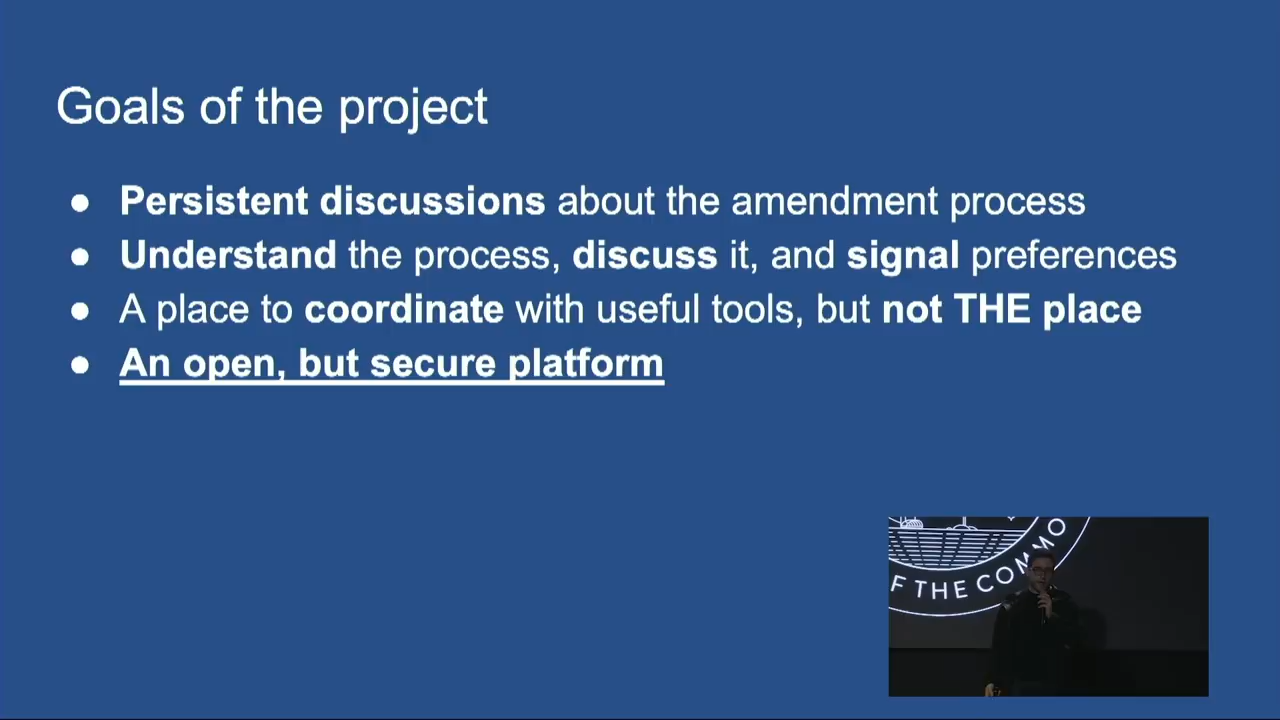 Goals of the project
● Persistent discussions about the amendment process
● Understand the process, discuss it, and signal preferences
● A place to coordinate with useful tools, but not THE place
● An open, but secure platform
F THE COMMO